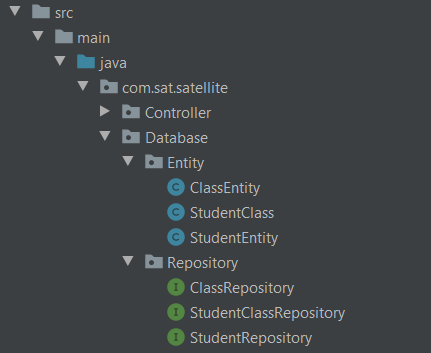 src
main
java
com.sat.satellite
Controller
Database
Entity
C ClassEntity
C StudentClass
C StudentEntity
Repository
I ClassRepository
I StudentClassRepository
I StudentRepository